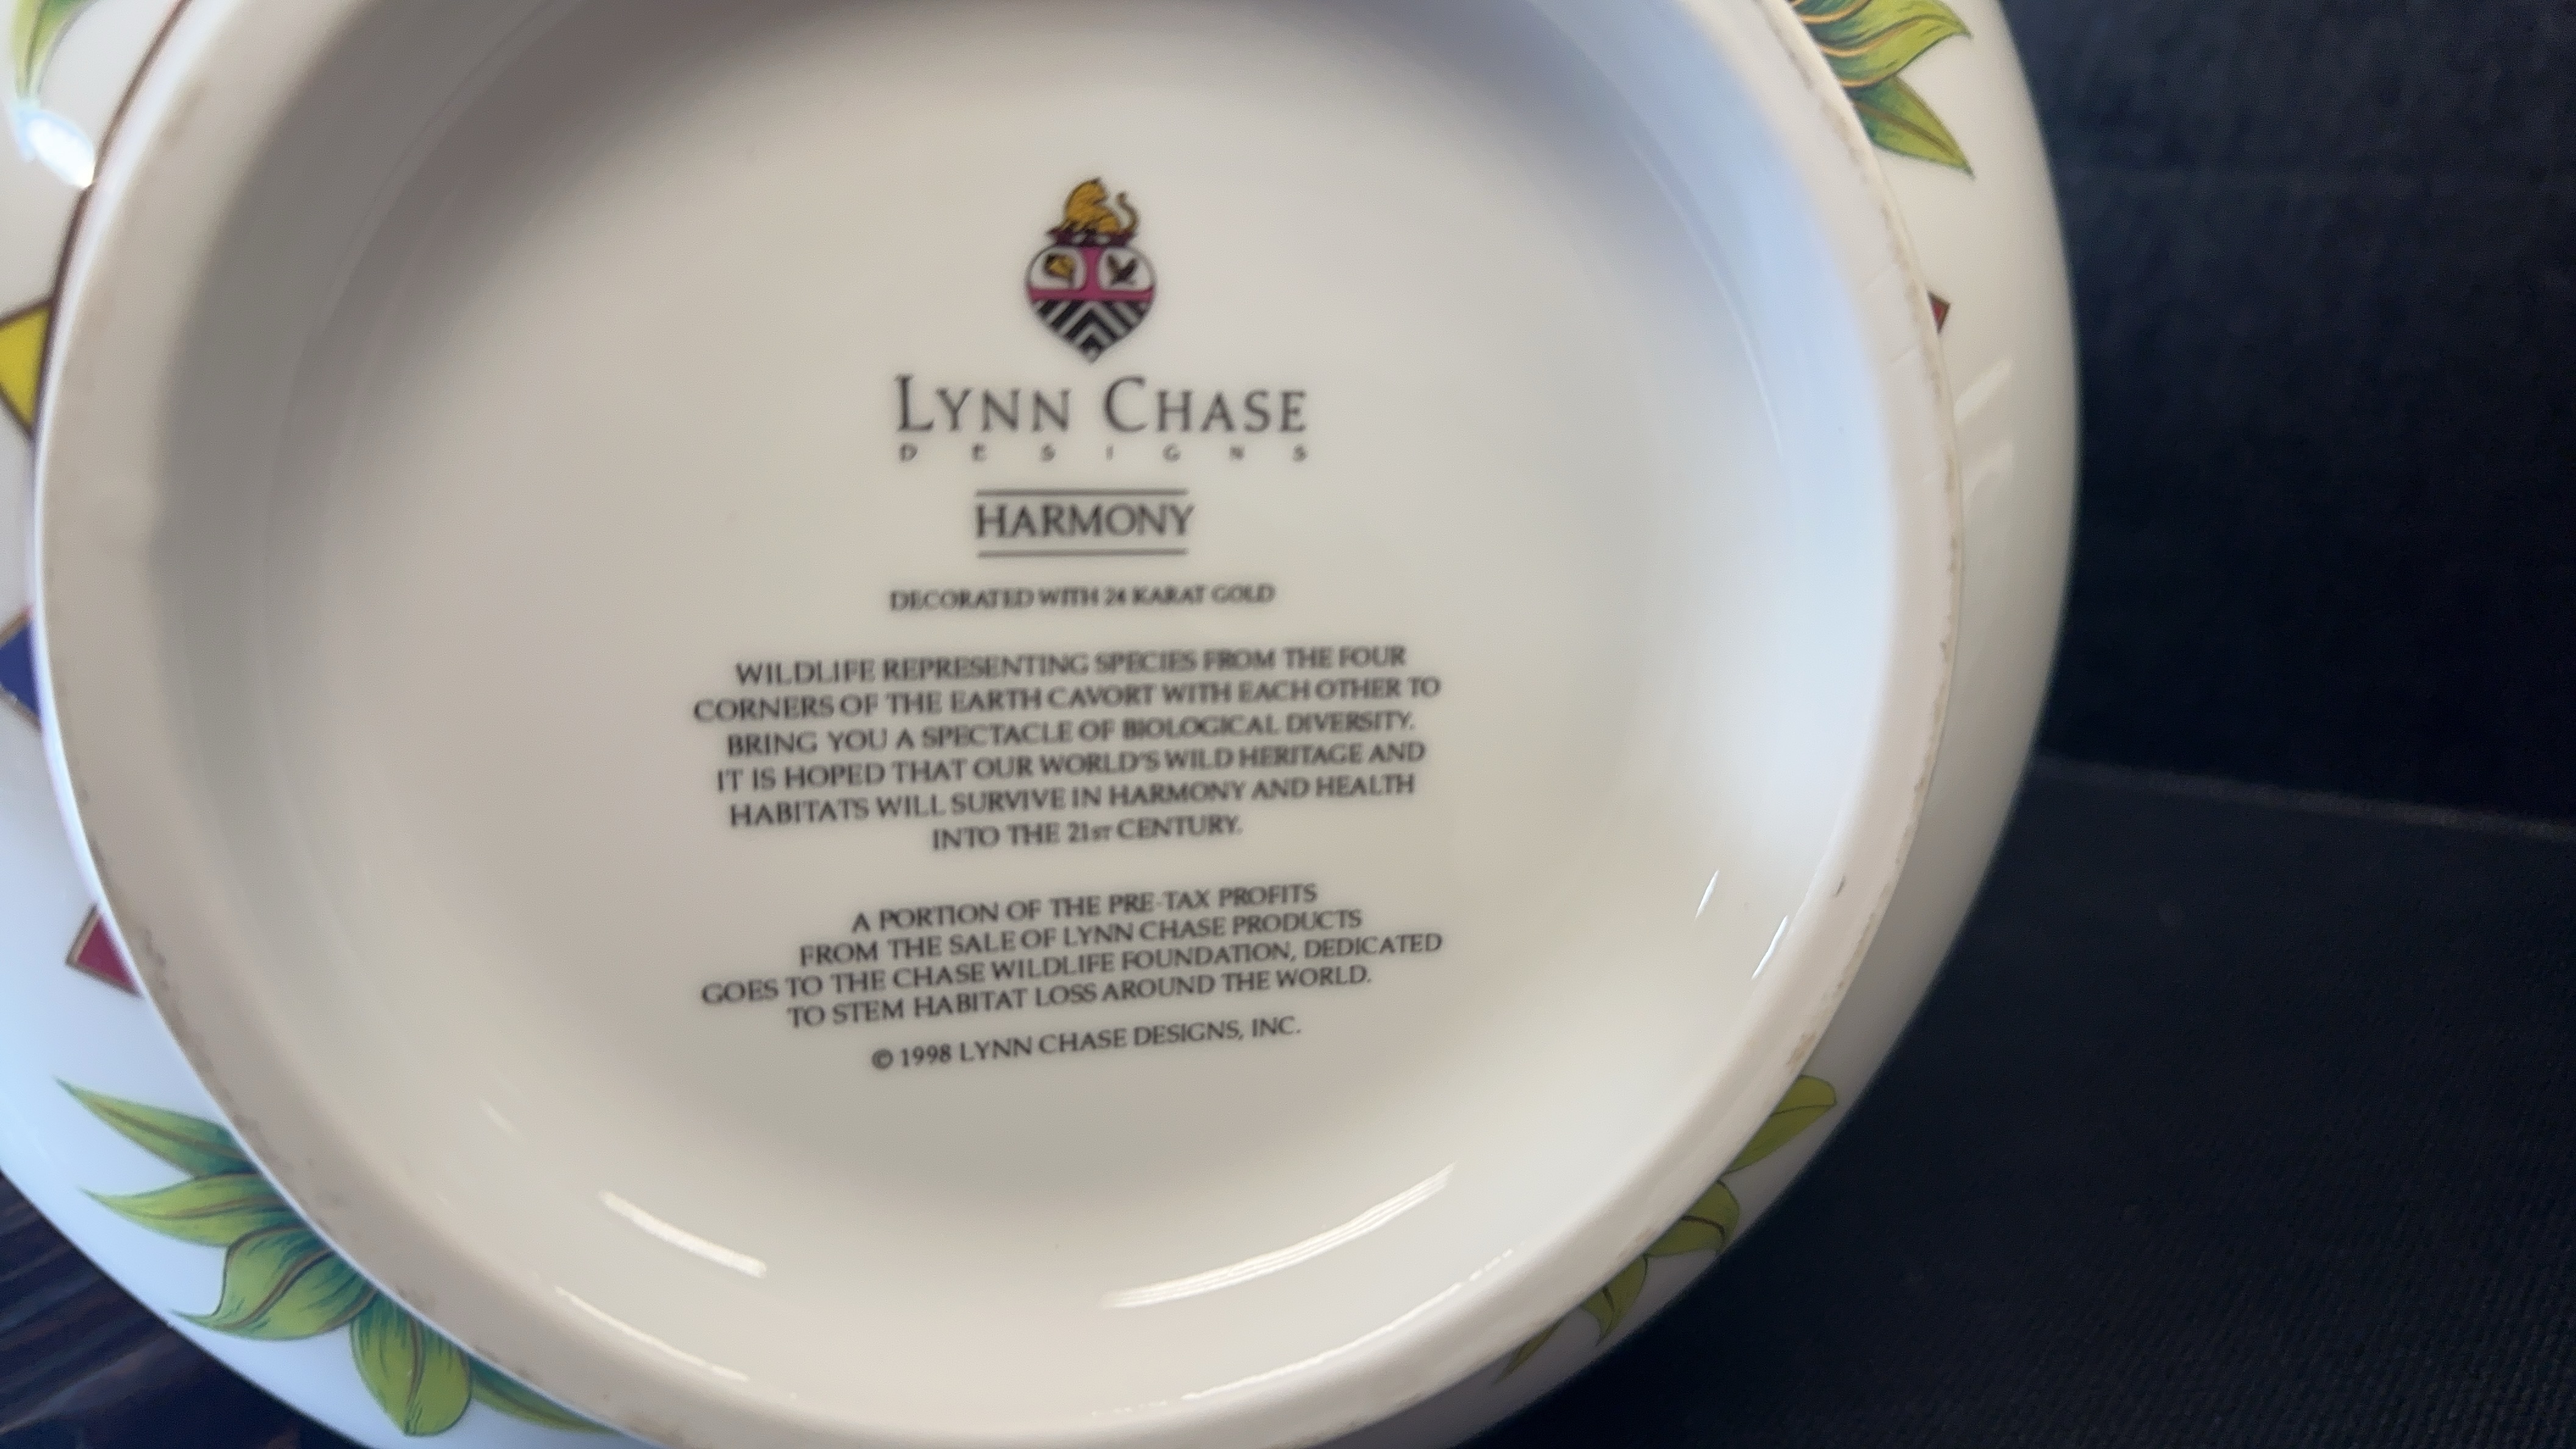 LYNN CHASE
DESIGNS
HARMONY
DECORATED WITH 24 KARAT GOLD
WILDLIFE REPRESENTING SPECIES FROM THE FOUR
CORNERS OF THE EARTH CAVORT WITH EACH OTHER TO
BRING YOU A SPECTACLE OF BIOLOGICAL DIVERSITY.
IT IS HOPED THAT OUR WORLD'S WILD HERITAGE AND
HABITATS WILL SURVIVE IN HARMONY AND HEALTH
INTO THE 21ST CENTURY.
A PORTION OF THE PRE-TAX PROFITS
FROM THE SALE OF LYNN CHASE PRODUCTS
GOES TO THE CHASE WILDLIFE FOUNDATION, DEDICATED
TO STEM HABITAT LOSS AROUND THE WORLD.
© 1998 LYNN CHASE DESIGNS, INC.